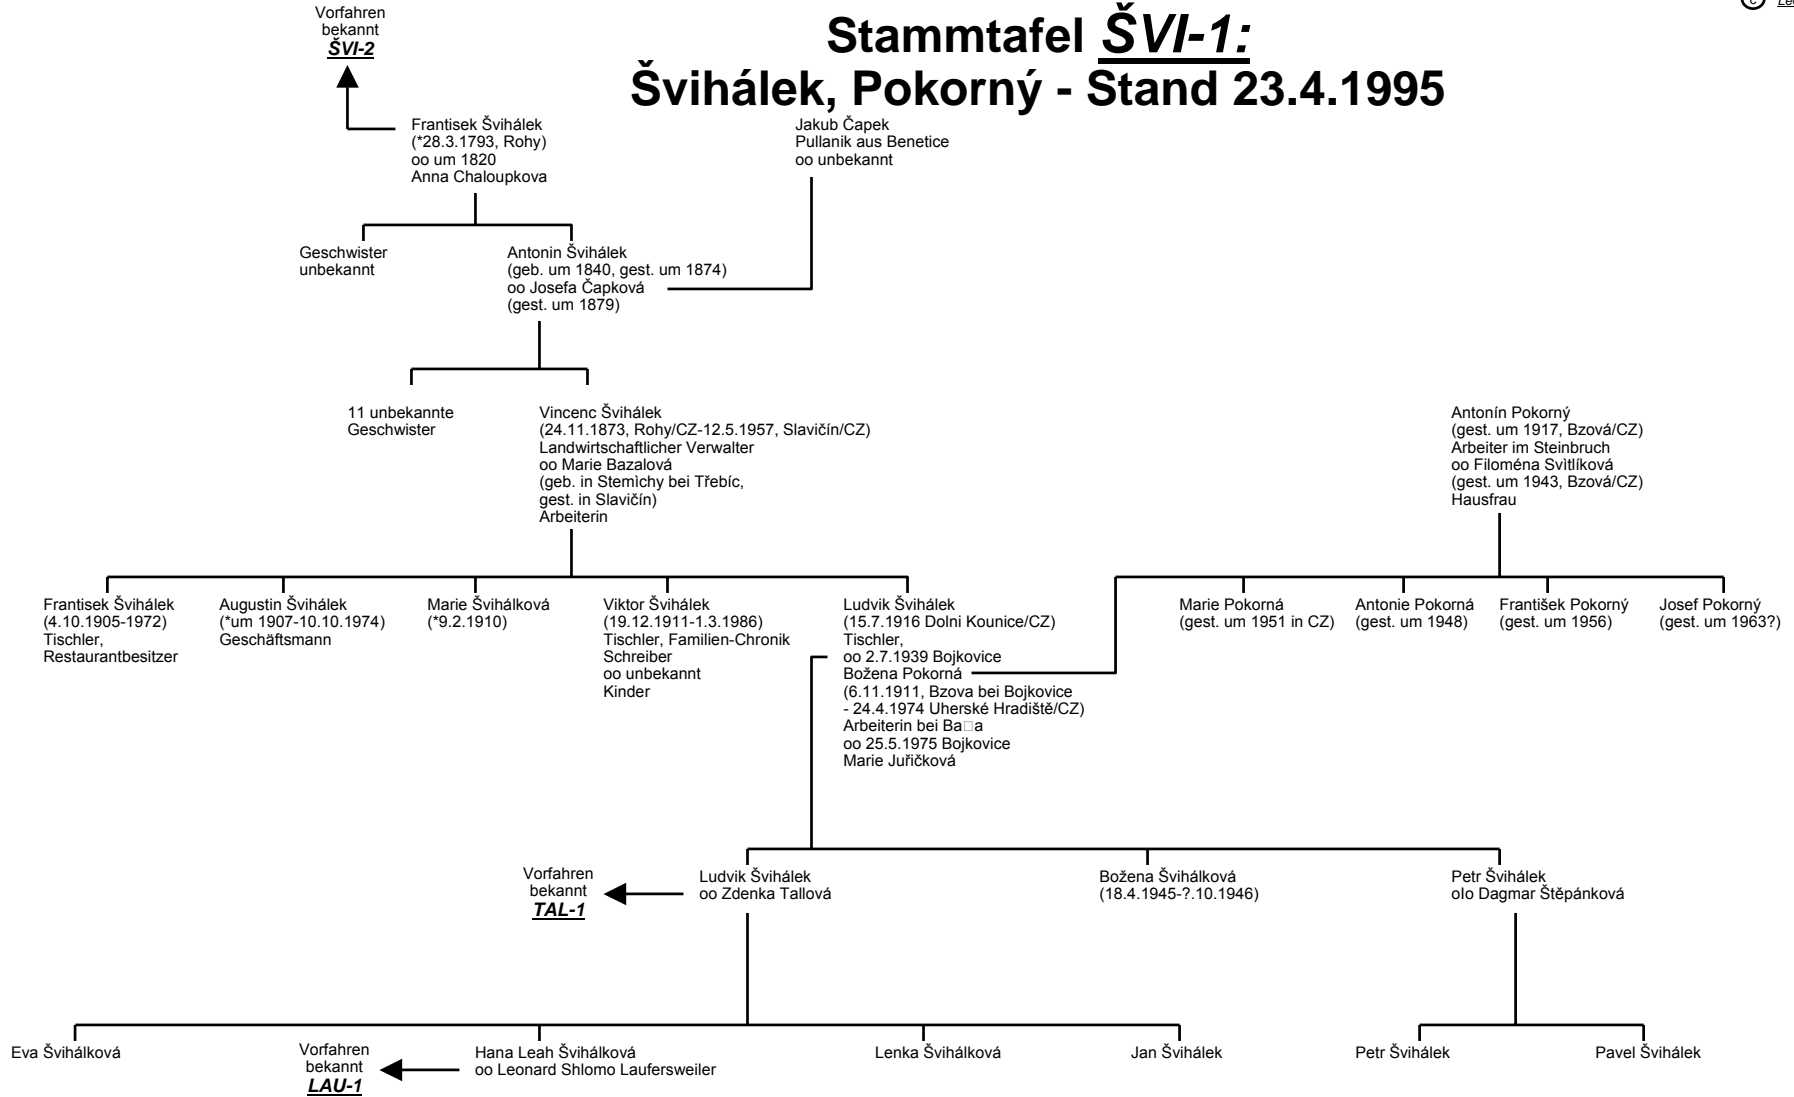 Stammtafel ŠVI-1:
Švihálek, Pokorný - Stand 23.4.1995
Vorfahren
bekannt
ŠVI-2
Frantisek Švihálek
(*28.3.1793, Rohy)
oo um 1820
Anna Chaloupkova
Jakub Čapek
Pullanik aus Benetice
oo unbekannt
Geschwister
unbekannt
Antonin Švihálek
(geb. um 1840, gest. um 1874)
oo Josefa Čapková
(gest. um 1879)
11 unbekannte
Geschwister
Vincenc Švihálek
(24.11.1873, Rohy/CZ-12.5.1957, Slavičín/CZ)
Landwirtschaftlicher Verwalter
oo Marie Bazalová
(geb. in Stemìchy bei Třebíc,
gest. in Slavičín)
Arbeiterin
Antonín Pokorný
(gest. um 1917, Bzová/CZ)
Arbeiter im Steinbruch
oo Filoména Svìtlíková
(gest. um 1943, Bzová/CZ)
Hausfrau
Frantisek Švihálek
(4.10.1905-1972)
Tischler,
Restaurantbesitzer
Augustin Švihálek
(*um 1907-10.10.1974)
Geschäftsmann
Marie Švihálková
(*9.2.1910)
Viktor Švihálek
(19.12.1911-1.3.1986)
Tischler, Familien-Chronik
Schreiber
oo unbekannt
Kinder
Ludvik Švihálek
(15.7.1916 Dolni Kounice/CZ)
Tischler,
oo 2.7.1939 Bojkovice
Božena Pokorná
(6.11.1911, Bzova bei Bojkovice
- 24.4.1974 Uherské Hradiště/CZ)
Arbeiterin bei Ba□a
oo 25.5.1975 Bojkovice
Marie Juřičková
Marie Pokorná
(gest. um 1951 in CZ)
Antonie Pokorná
(gest. um 1948)
František Pokorný
(gest. um 1956)
Josef Pokorný
(gest. um 1963?)
Vorfahren
bekannt
TAL-1
Ludvik Švihálek
oo Zdenka Tallová
Božena Švihálková
(18.4.1945-?.10.1946)
Petr Švihálek
oIo Dagmar Štěpánková
Eva Švihálková
Vorfahren
bekannt
LAU-1
Hana Leah Švihálková
oo Leonard Shlomo Laufersweiler
Lenka Švihálková
Jan Švihálek
Petr Švihálek
Pavel Švihálek